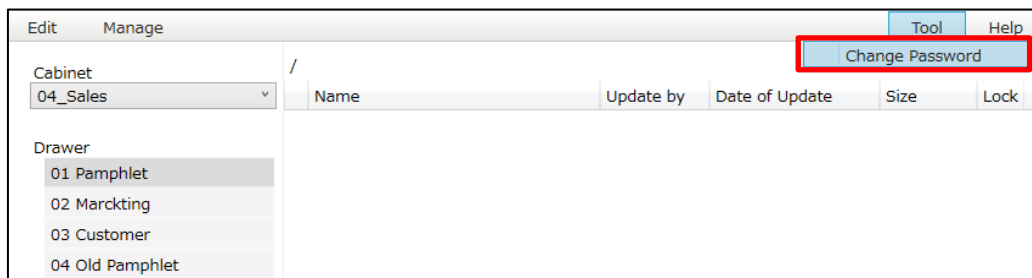 Edit Manage Tool Help
Change Password
Cabinet
/
04_Sales
Name Update by Date of Update Size Lock
Drawer
01 Pamphlet
02 Marckting
03 Customer
04 Old Pamphlet